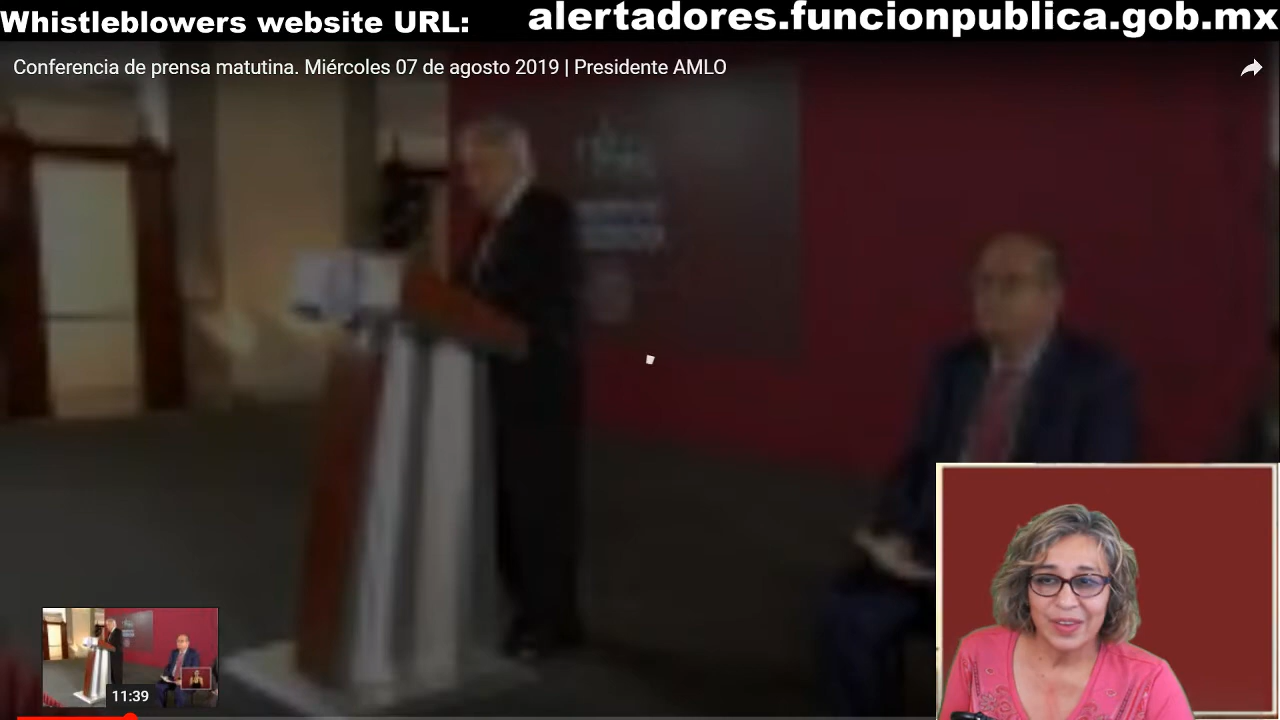 Whistleblowers website URL: alertadores.funcionpublica.gob.mx
Conferencia de prensa matutina. Miércoles 07 de agosto 2019 | Presidente AMLO
11:39